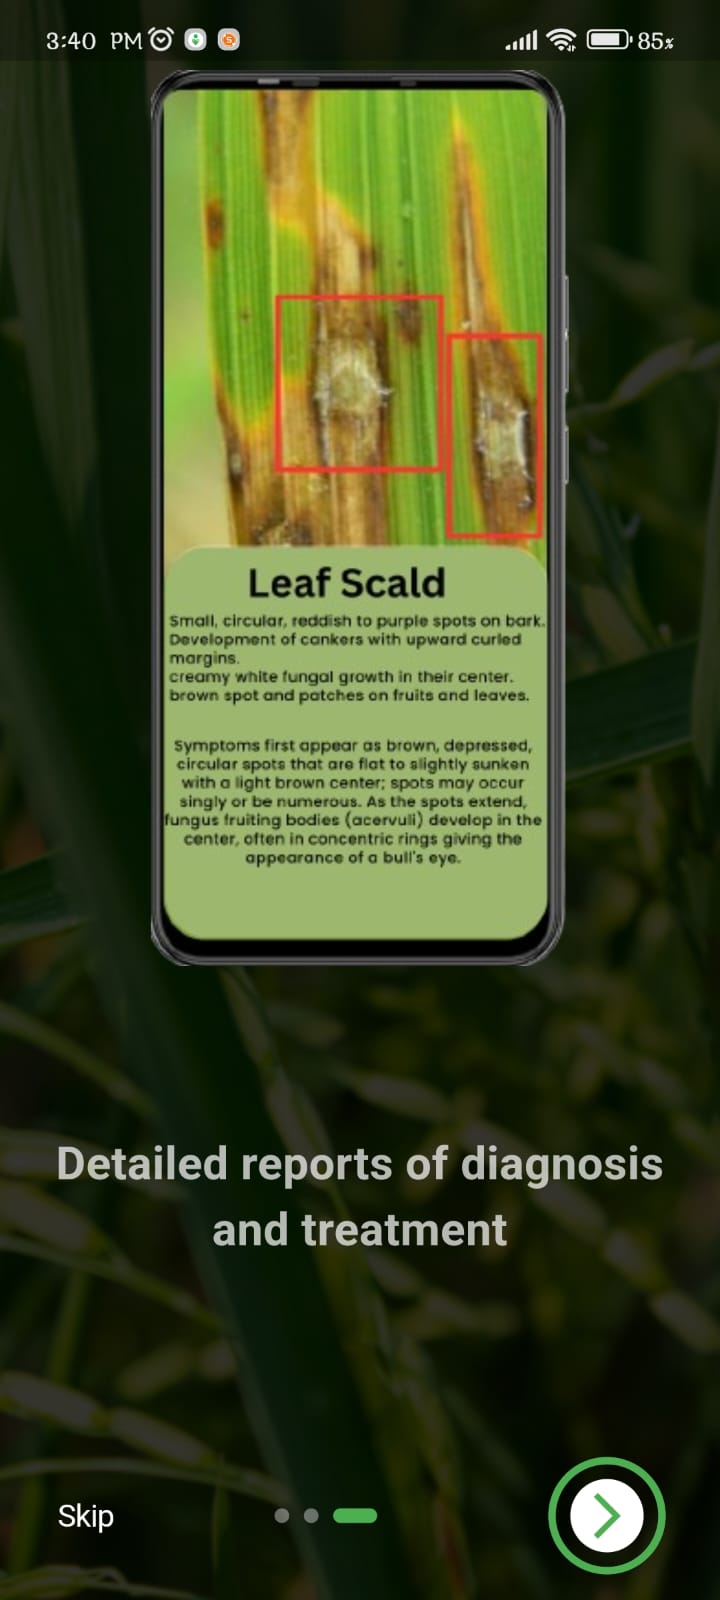 3:40 PM
85%
Leaf Scald
Small, circular, reddish to purple spots on bark.
Development of cankers with upward curled
margins.
creamy white fungal growth in their center.
brown spot and patches on fruits and leaves.
Symptoms first appear as brown, depressed,
circular spots that are flat to slightly sunken
with a light brown center; spots may occur
singly or be numerous. As the spots extend,
fungus fruiting bodies (acervuli) develop in the
center, often in concentric rings giving the
appearance of a bull's eye.
Detailed reports of diagnosis
and treatment
Skip